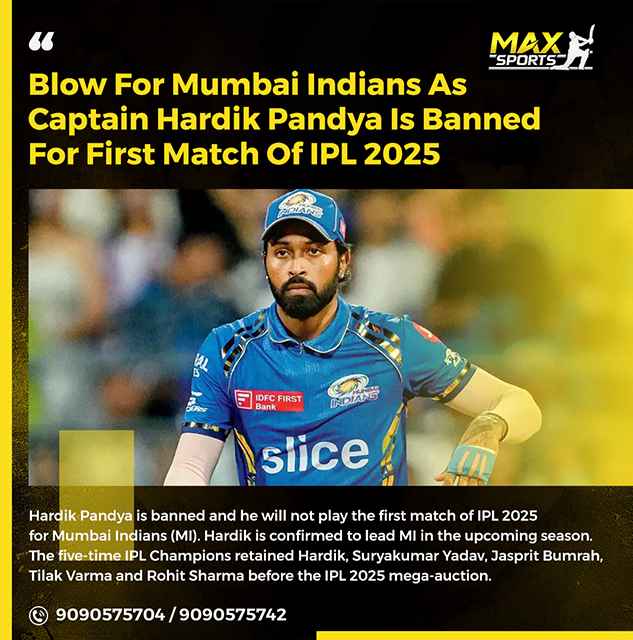 MAX
SPORTS
Blow For Mumbai Indians As
Captain Hardik Pandya Is Banned
For First Match Of IPL 2025
INDIANS
IDFC FIRST
Bank
INDIANS
slice
Hardik Pandya is banned and he will not play the first match of IPL 2025
for Mumbai Indians (MI). Hardik is confirmed to lead MI in the upcoming season.
The five-time IPL Champions retained Hardik, Suryakumar Yadav, Jasprit Bumrah,
Tilak Varma and Rohit Sharma before the IPL 2025 mega-auction.
9090575704 / 9090575742